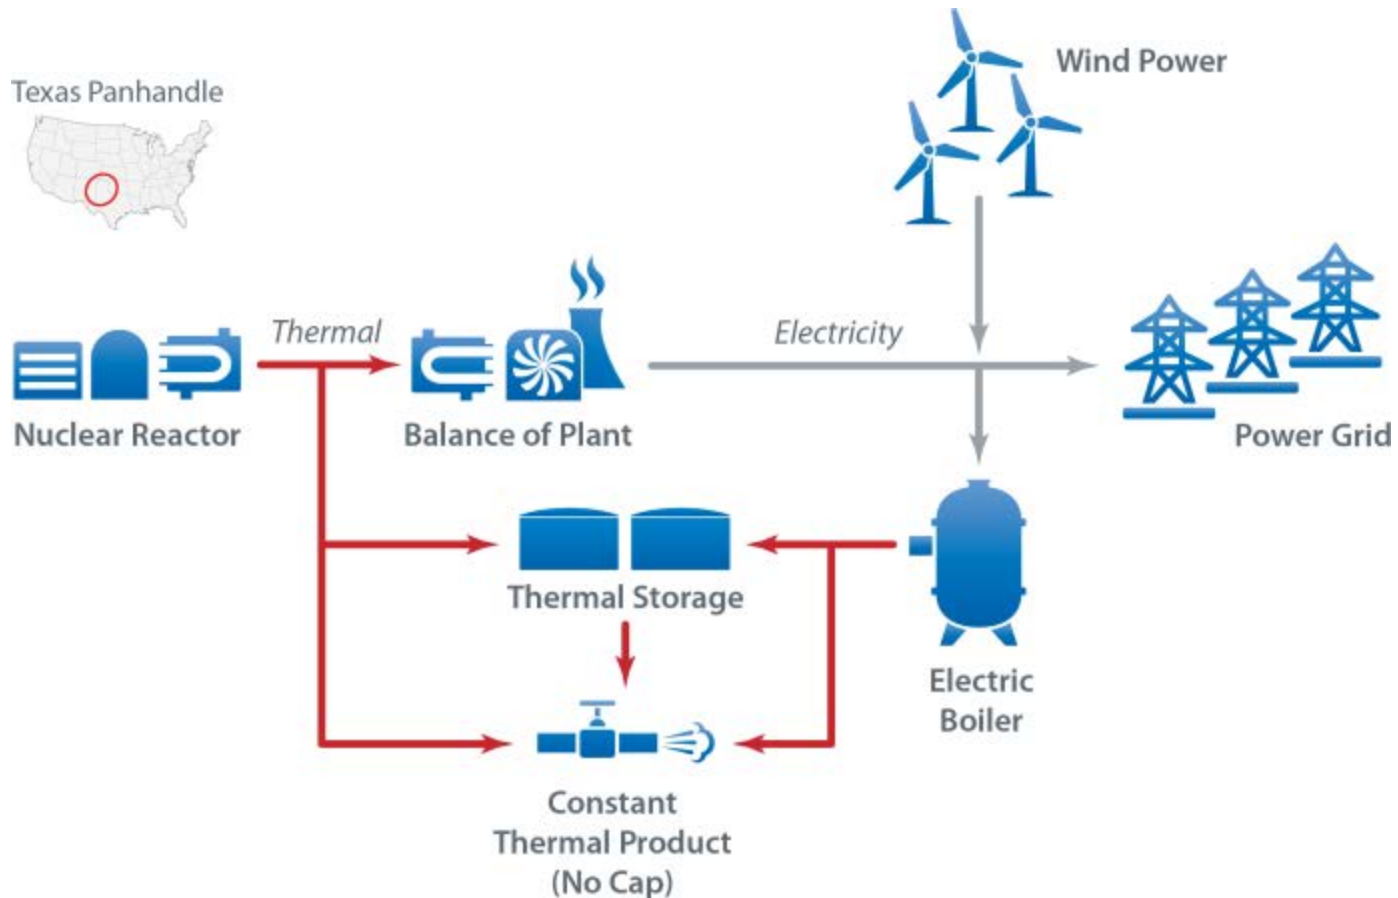 Wind Power
Texas Panhandle
Thermal
Electricity
Nuclear Reactor
Balance of Plant
Power Grid
Thermal Storage
Electric
Boiler
Constant
Thermal Product
(No Cap)